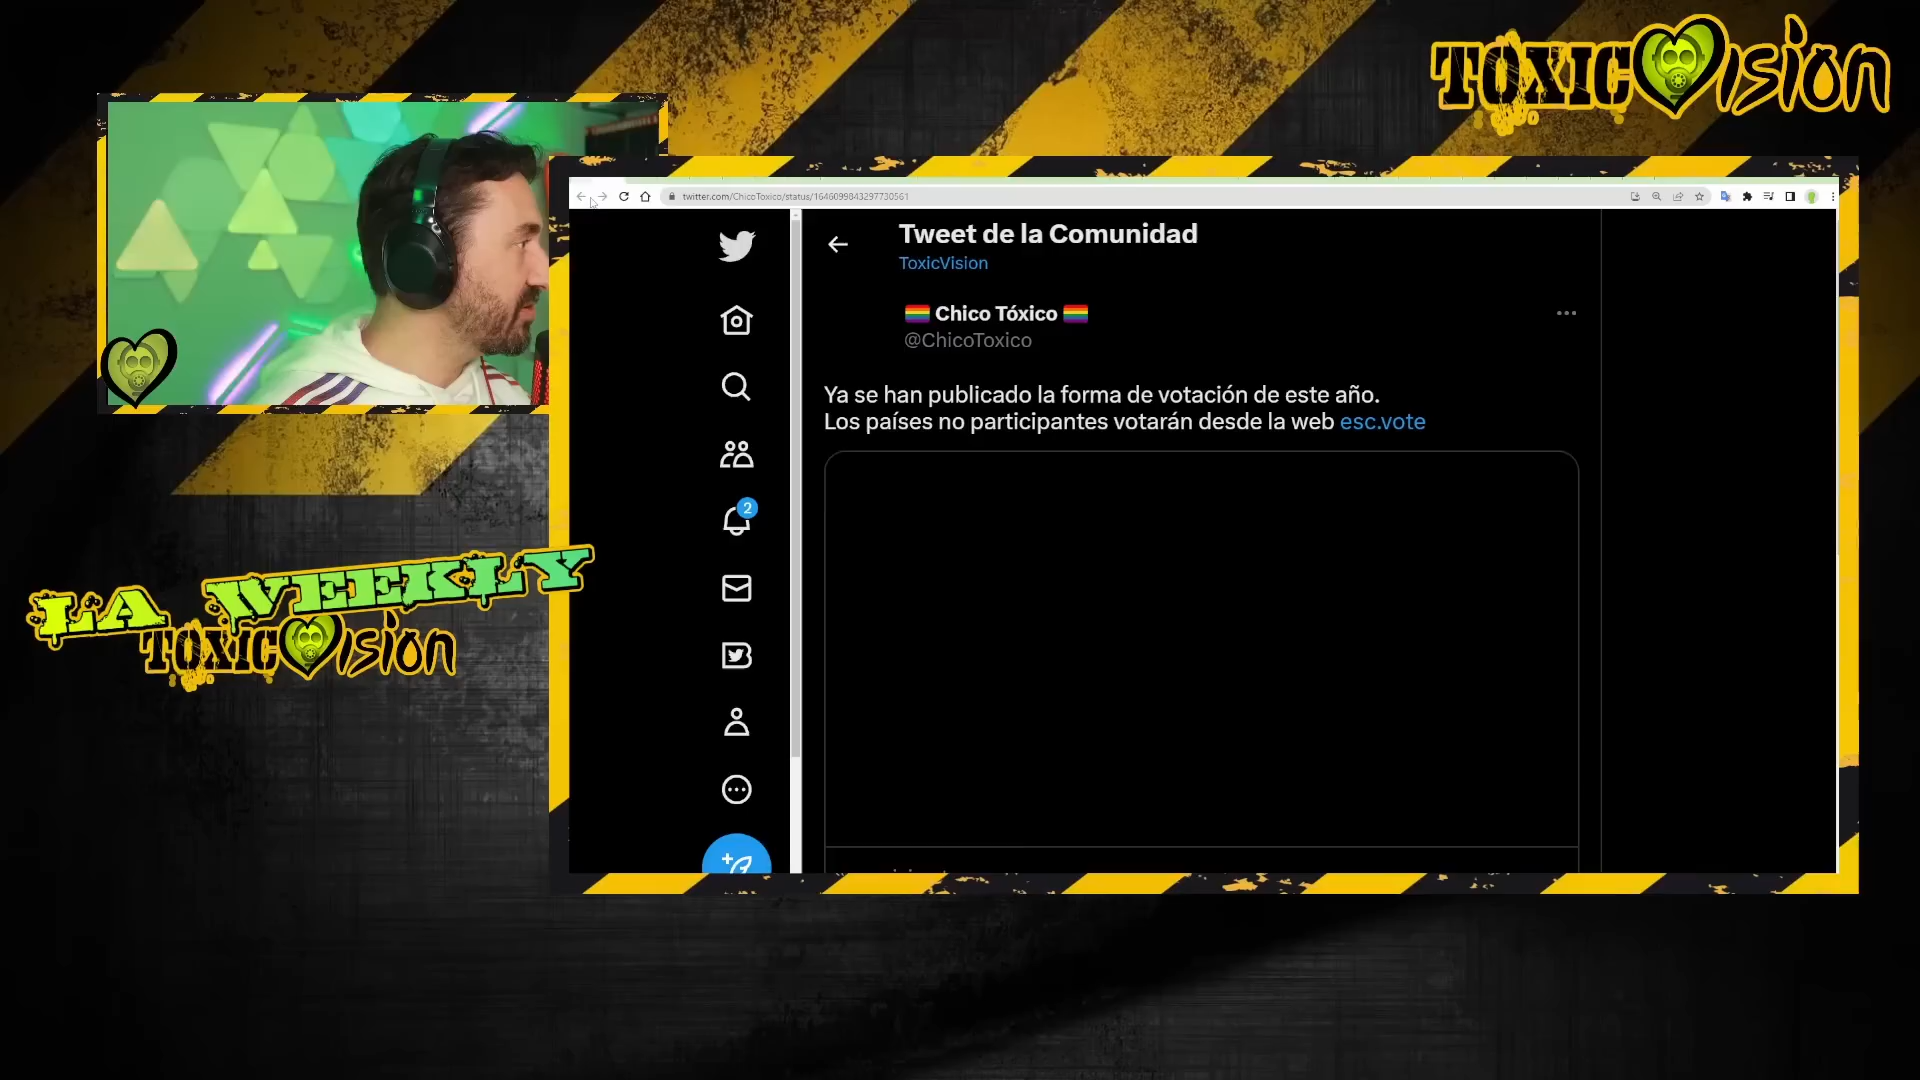 TOXICVision
twitter.com/ChicoToxico/status/1646099843297730561
Tweet de la Comunidad
ToxicVision
🏳️‍🌈 Chico Tóxico 🏳️‍🌈
@ChicoToxico
Ya se han publicado la forma de votación de este año.
Los países no participantes votarán desde la web esc.vote
2
LA WEEKLY
TOXICVision